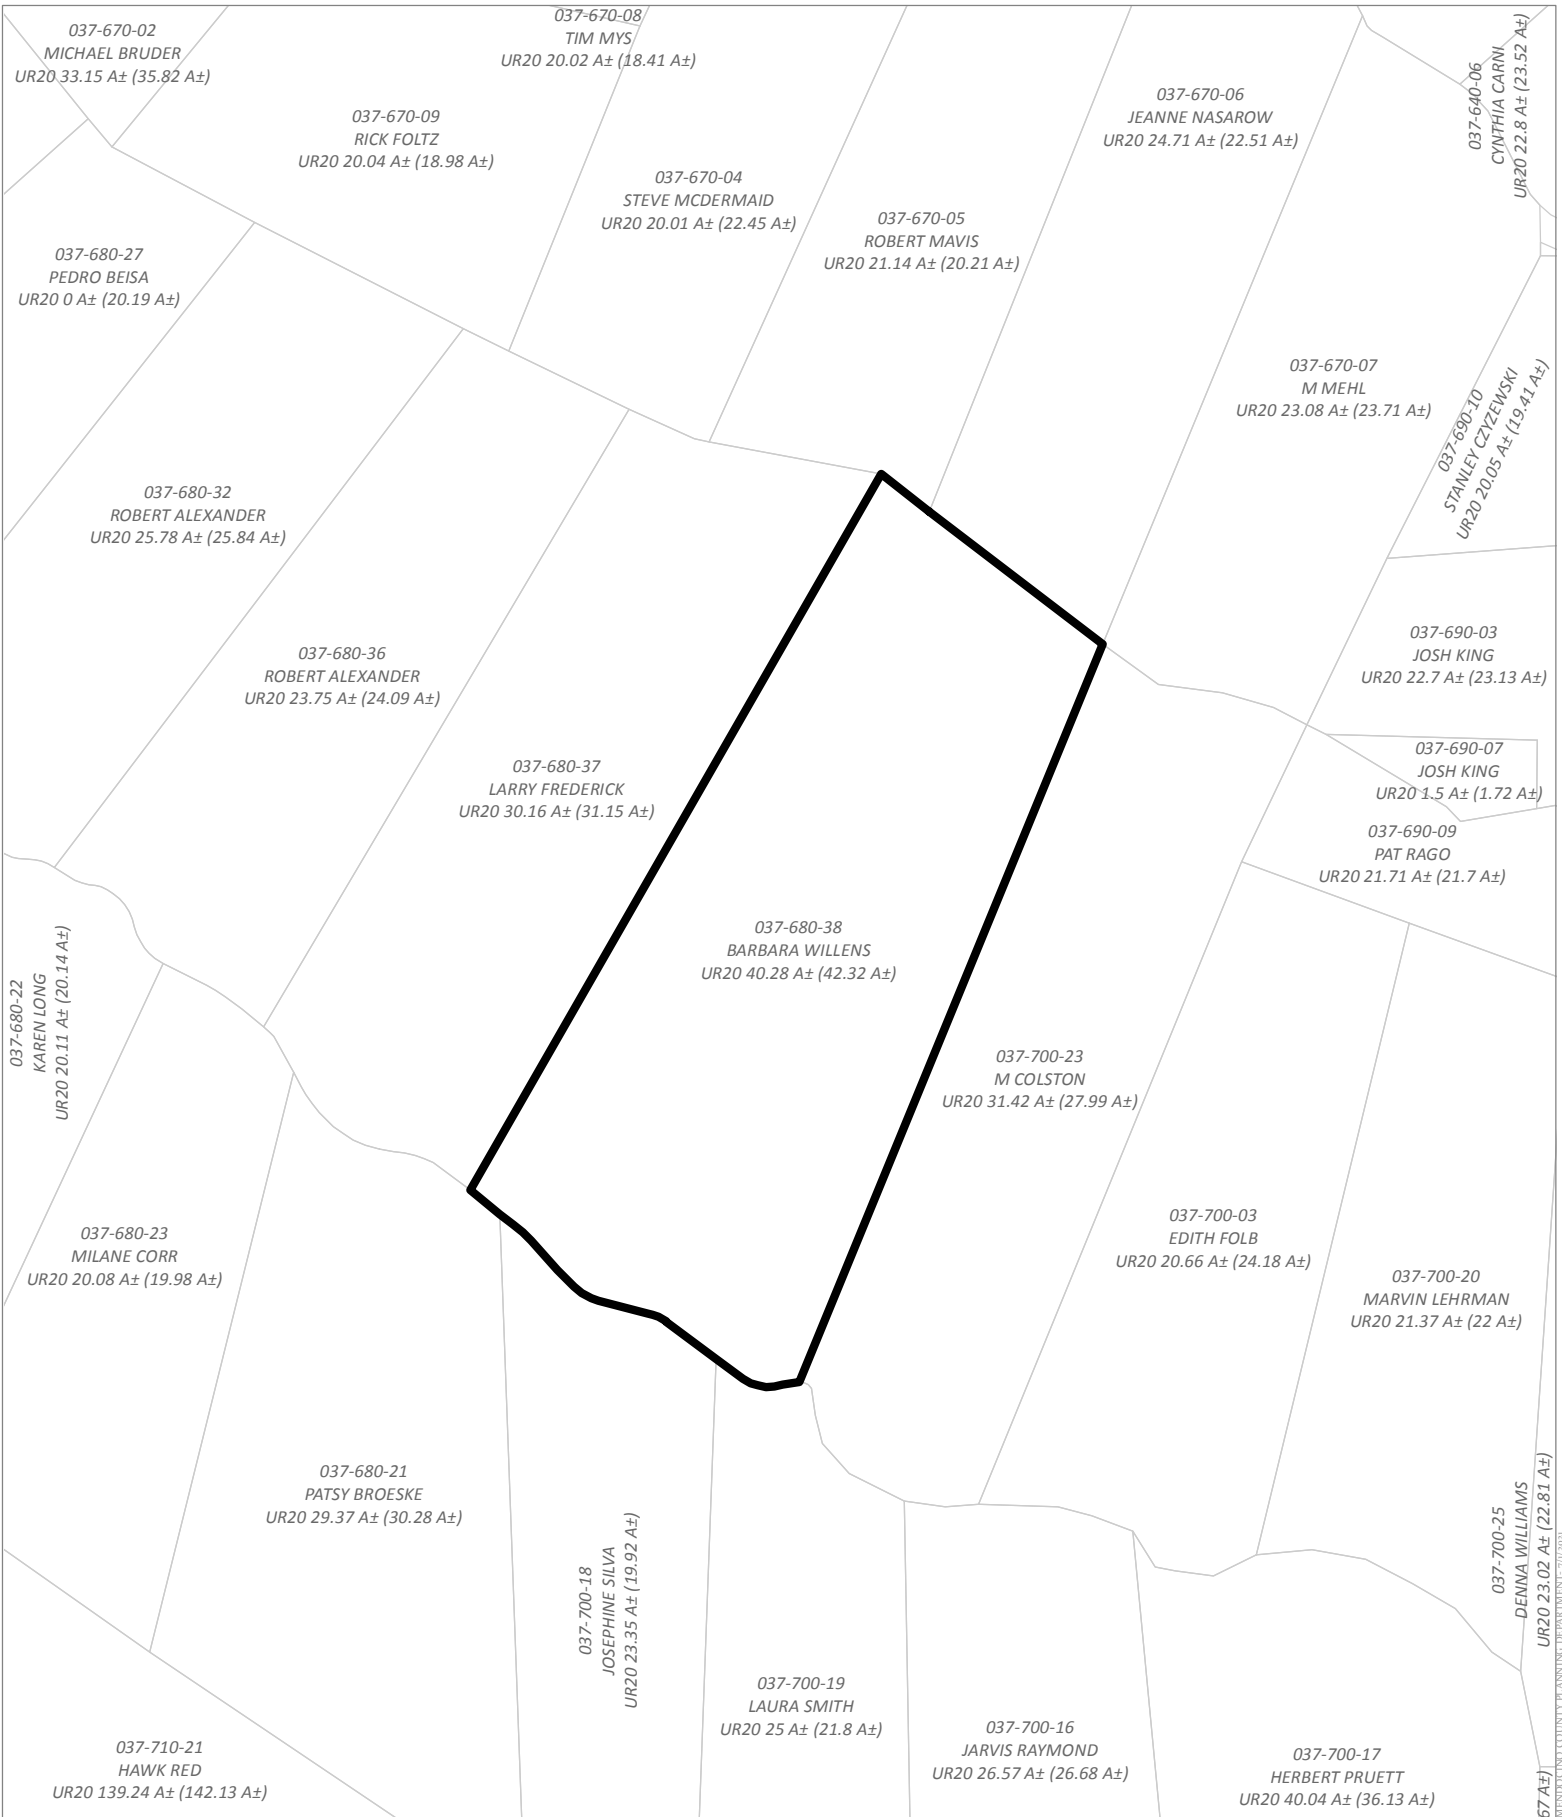 037-670-02
MICHAEL BRUDER
UR20 33.15 A± (35.82 A±)
037-670-08
TIM MYS
UR20 20.02 A± (18.41 A±)
037-670-09
RICK FOLTZ
UR20 20.04 A± (18.98 A±)
037-670-06
JEANNE NASAROW
UR20 24.71 A± (22.51 A±)
037-640-06
CYNTHIA CARNI
UR20 22.8 A± (23.52 A±)
037-670-04
STEVE MCDERMAID
UR20 20.01 A± (22.45 A±)
037-670-05
ROBERT MAVIS
UR20 21.14 A± (20.21 A±)
037-680-27
PEDRO BEISA
UR20 0 A± (20.19 A±)
037-670-07
M MEHL
UR20 23.08 A± (23.71 A±)
037-690-10
STANLEY CZYZEWSKI
UR20 20.05 A± (19.41 A±)
037-680-32
ROBERT ALEXANDER
UR20 25.78 A± (25.84 A±)
037-680-36
ROBERT ALEXANDER
UR20 23.75 A± (24.09 A±)
037-690-03
JOSH KING
UR20 22.7 A± (23.13 A±)
037-680-37
LARRY FREDERICK
UR20 30.16 A± (31.15 A±)
037-690-07
JOSH KING
UR20 1.5 A± (1.72 A±)
037-690-09
PAT RAGO
UR20 21.71 A± (21.7 A±)
037-680-38
BARBARA WILLENS
UR20 40.28 A± (42.32 A±)
037-680-22
KAREN LONG
UR20 20.11 A± (20.14 A±)
037-700-23
M COLSTON
UR20 31.42 A± (27.99 A±)
037-680-23
MILANE CORR
UR20 20.08 A± (19.98 A±)
037-700-03
EDITH FOLB
UR20 20.66 A± (24.18 A±)
037-700-20
MARVIN LEHRMAN
UR20 21.37 A± (22 A±)
037-680-21
PATSY BROESKE
UR20 29.37 A± (30.28 A±)
037-700-18
JOSEPHINE SILVA
UR20 23.35 A± (19.92 A±)
037-700-25
DENNA WILLIAMS
UR20 23.02 A± (22.81 A±)
037-700-19
LAURA SMITH
UR20 25 A± (21.8 A±)
037-700-16
JARVIS RAYMOND
UR20 26.57 A± (26.68 A±)
037-710-21
HAWK RED
UR20 139.24 A± (142.13 A±)
037-700-17
HERBERT PRUETT
UR20 40.04 A± (36.13 A±)
67 A±)
MENDOCINO COUNTY PLANNING DEPARTMENT-